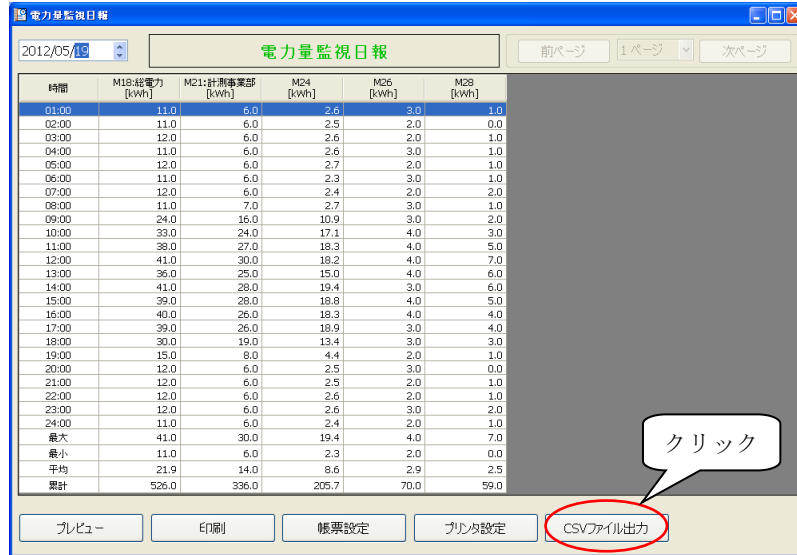 電力量監視日報
2012/05/19 電力量監視日報 前ページ 1ページ 次ページ
時間 M18:総電力 [kWh] M21:計測事業部 [kWh] M24 [kWh] M26 [kWh] M28 [kWh]
01:00 11.0 6.0 2.6 3.0 1.0
02:00 11.0 6.0 2.5 2.0 0.0
03:00 12.0 6.0 2.6 2.0 1.0
04:00 11.0 6.0 2.6 3.0 1.0
05:00 12.0 6.0 2.7 2.0 1.0
06:00 11.0 6.0 2.3 3.0 1.0
07:00 12.0 6.0 2.4 2.0 2.0
08:00 11.0 7.0 2.7 3.0 1.0
09:00 24.0 16.0 10.9 3.0 2.0
10:00 33.0 24.0 17.1 4.0 3.0
11:00 38.0 27.0 18.3 4.0 5.0
12:00 41.0 30.0 18.2 4.0 7.0
13:00 36.0 25.0 15.0 4.0 6.0
14:00 41.0 28.0 19.4 3.0 6.0
15:00 39.0 28.0 18.8 4.0 5.0
16:00 40.0 26.0 18.3 4.0 4.0
17:00 39.0 26.0 18.9 3.0 4.0
18:00 30.0 19.0 13.4 3.0 3.0
19:00 15.0 8.0 4.4 2.0 1.0
20:00 12.0 6.0 2.5 3.0 0.0
21:00 12.0 6.0 2.5 2.0 1.0
22:00 12.0 6.0 2.6 2.0 1.0
23:00 12.0 6.0 2.6 3.0 2.0
24:00 11.0 6.0 2.4 2.0 1.0
最大 41.0 30.0 19.4 4.0 7.0
最小 11.0 6.0 2.3 2.0 0.0
平均 21.9 14.0 8.6 2.9 2.5
累計 526.0 336.0 205.7 70.0 59.0
クリック
プレビュー 印刷 帳票設定 プリンタ設定 CSVファイル出力